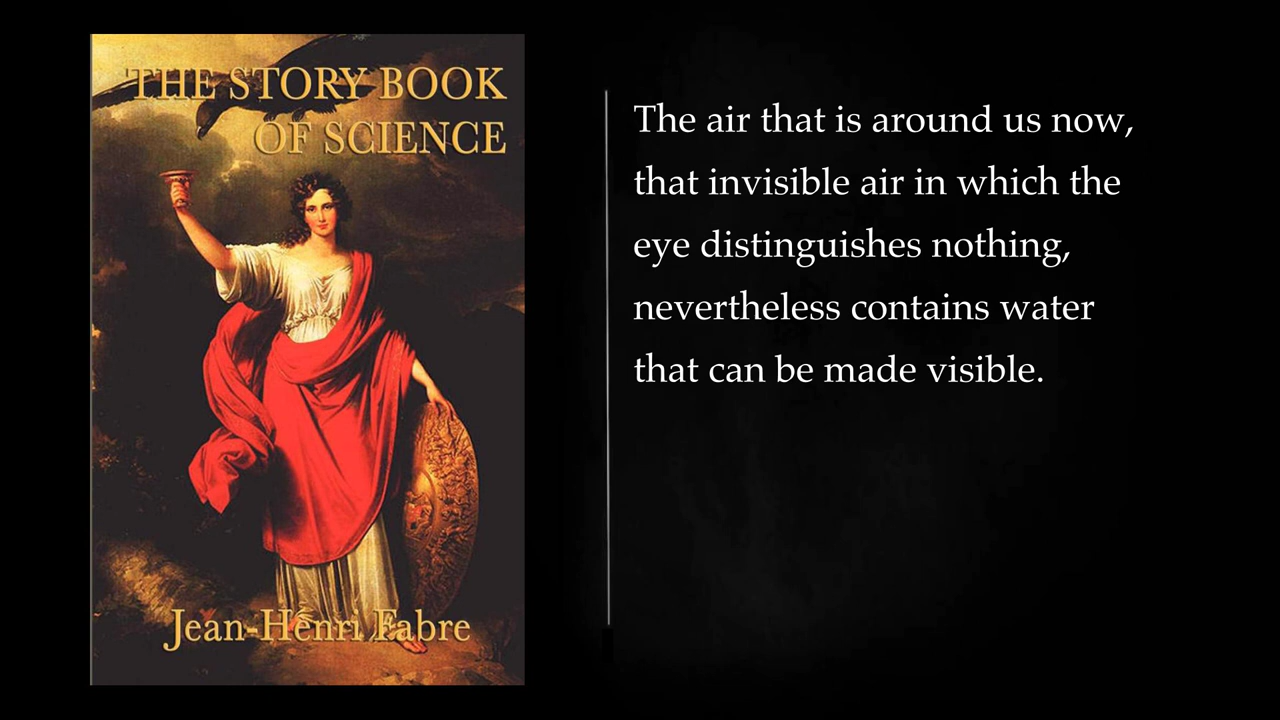 THE STORY BOOK
OF SCIENCE
Jean-Henri Fabre
The air that is around us now,
that invisible air in which the
eye distinguishes nothing,
nevertheless contains water
that can be made visible.